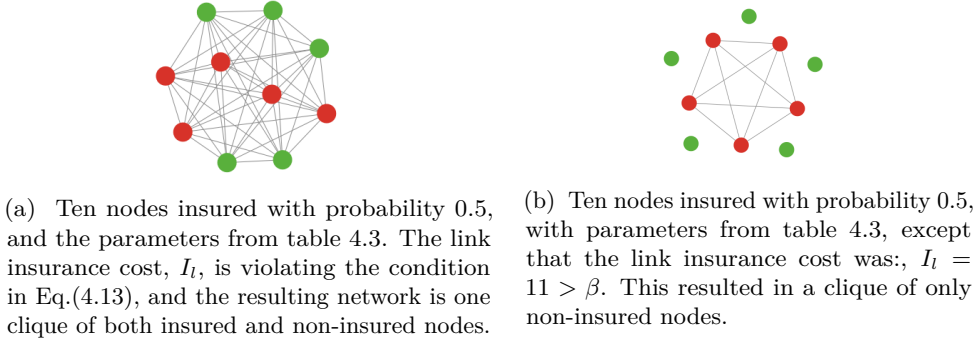 (a) Ten nodes insured with probability 0.5,
and the parameters from table 4.3. The link
insurance cost, I_l, is violating the condition
in Eq.(4.13), and the resulting network is one
clique of both insured and non-insured nodes.
(b) Ten nodes insured with probability 0.5,
with parameters from table 4.3, except
that the link insurance cost was:, I_l =
11 > β. This resulted in a clique of only
non-insured nodes.